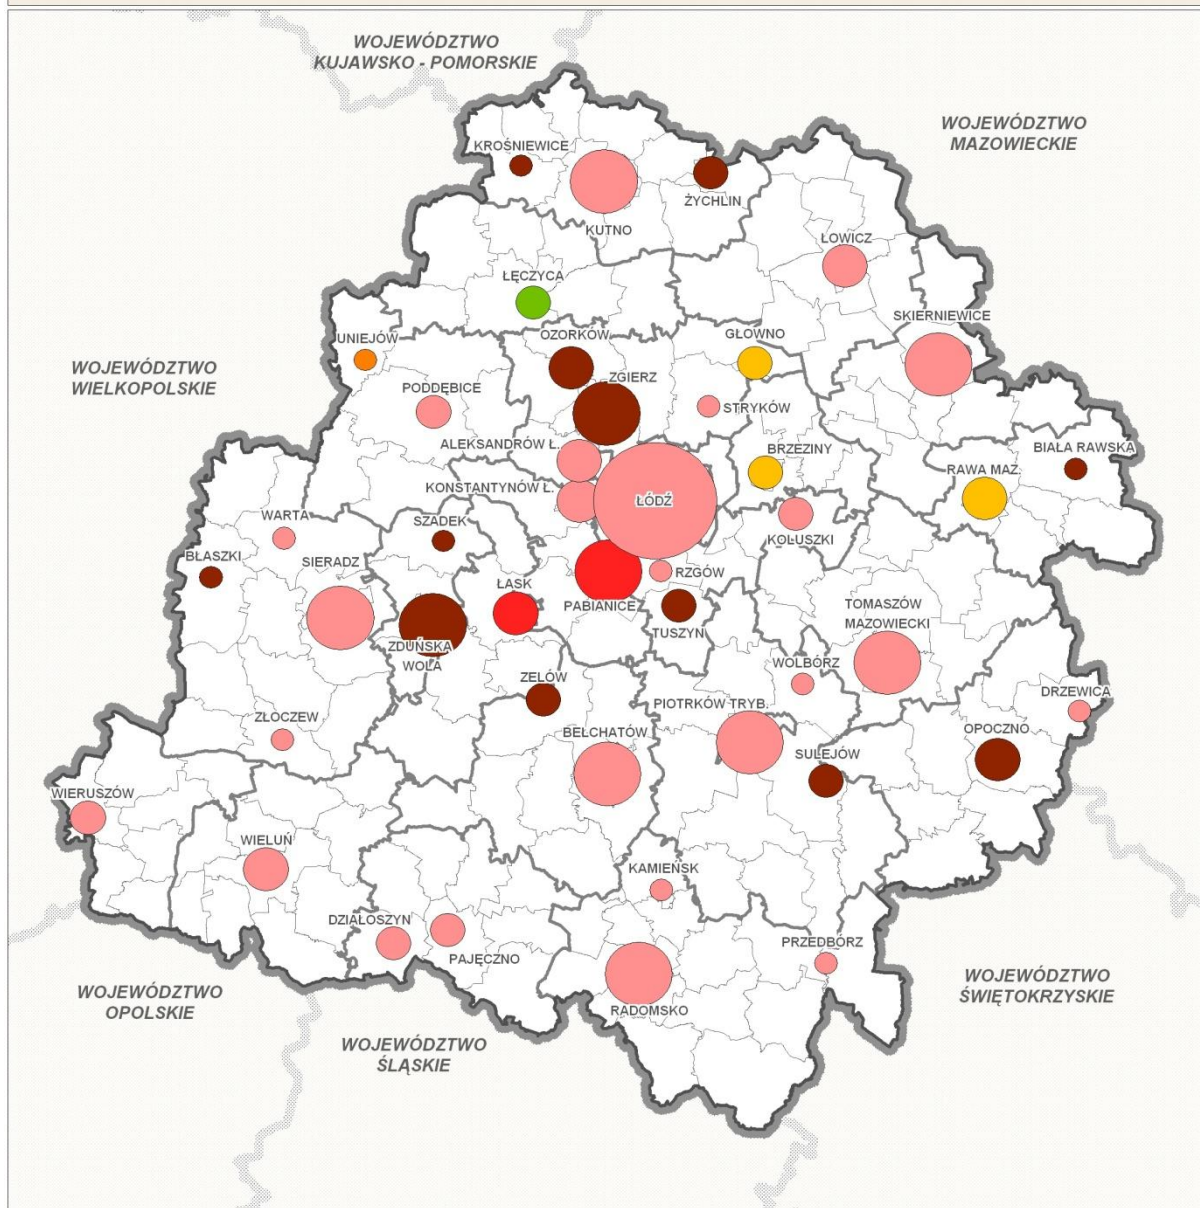 WOJEWÓDZTWO
KUJAWSKO - POMORSKIE
WOJEWÓDZTWO
MAZOWIECKIE
KROŚNIEWICE
ŻYCHLIN
KUTNO
ŁOWICZ
ŁĘCZYCA
SKIERNIEWICE
UNIEJÓW
OZORKÓW
GŁOWNO
WOJEWÓDZTWO
WIELKOPOLSKIE
ZGIERZ
PODDĘBICE
STRYKÓW
ALEKSANDRÓW Ł.
BRZEZINY
BIAŁA RAWSKA
RAWA MAZ.
KONSTANTYNÓW Ł.
ŁÓDŹ
WARTA
SZADEK
KOLUSZKI
BŁASZKI
SIERADZ
ŁASK
RZGÓW
PABIANICE
TUSZYN
TOMASZÓW
MAZOWIECKI
ZDUŃSKA
WOLA
WOLBÓRZ
ZELÓW
DRZEWICA
PIOTRKÓW TRYB.
ZŁOCZEW
BEŁCHATÓW
OPOCZNO
SULEJÓW
WIERUSZÓW
WIELUŃ
KAMIEŃSK
DZIAŁOSZYN
PAJĘCZNO
PRZEDBÓRZ
WOJEWÓDZTWO
OPOLSKIE
RADOMSKO
WOJEWÓDZTWO
ŚWIĘTOKRZYSKIE
WOJEWÓDZTWO
ŚLĄSKIE